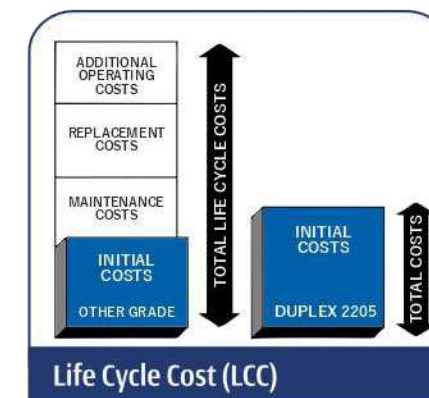 ADDITIONAL
OPERATING
COSTS
REPLACEMENT
COSTS
MAINTENANCE
COSTS
INITIAL
COSTS
OTHER GRADE
TOTAL LIFE CYCLE COSTS
INITIAL
COSTS
DUPLEX 2205
TOTAL COSTS
Life Cycle Cost (LCC)